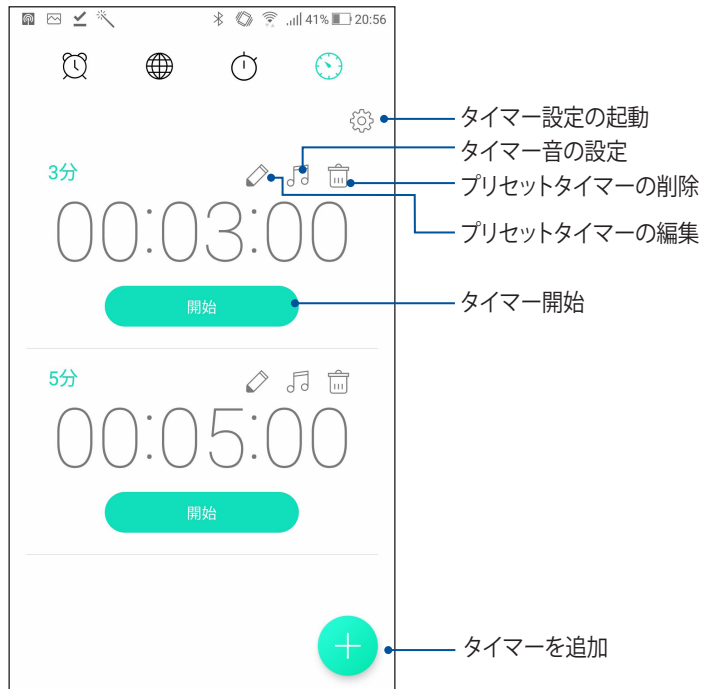 41% 20:56
タイマー設定の起動
タイマー音の設定
3分
プリセットタイマーの削除
00:03:00
プリセットタイマーの編集
開始
タイマー開始
5分
00:05:00
開始
タイマーを追加